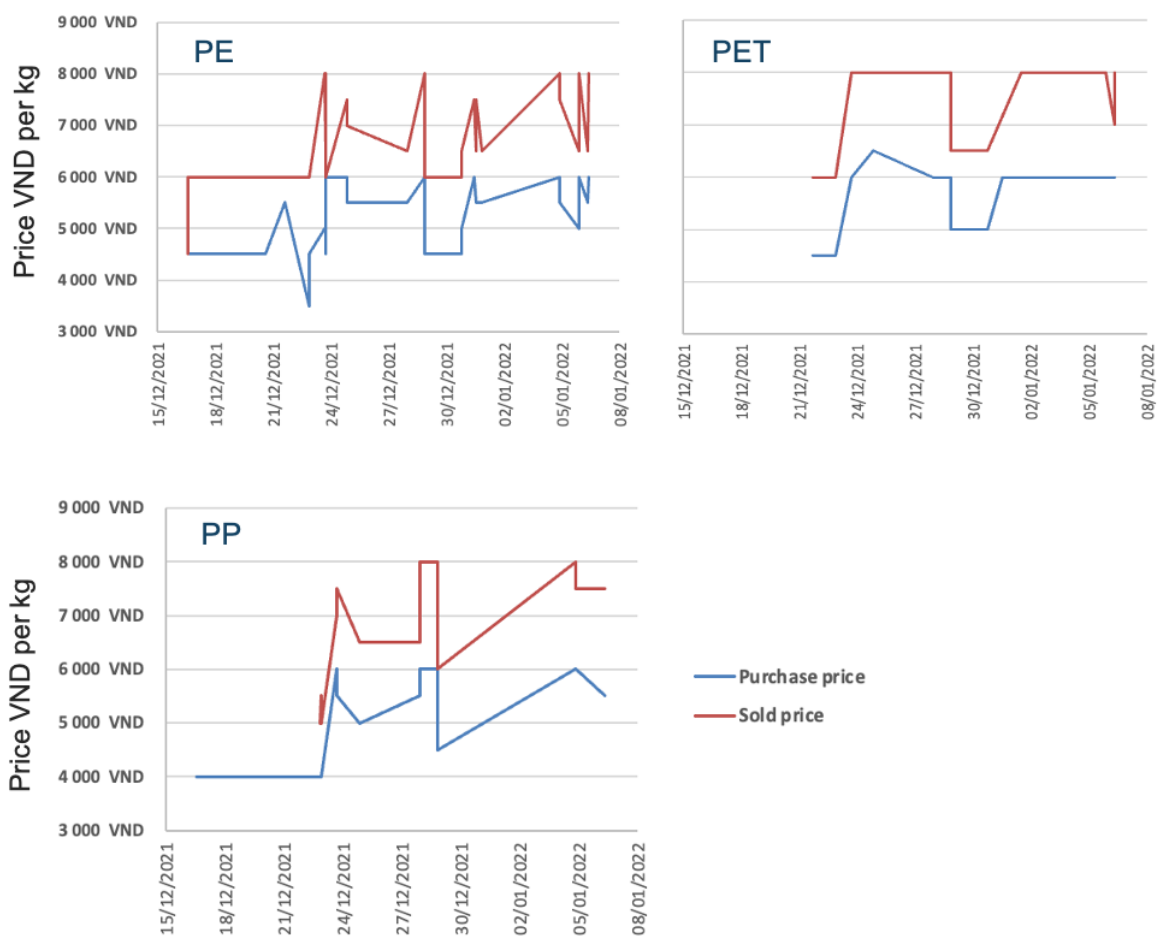 PE
Price VND per kg
9 000 VND
8 000 VND
7 000 VND
6 000 VND
5 000 VND
4 000 VND
3 000 VND
15/12/2021
18/12/2021
21/12/2021
24/12/2021
27/12/2021
30/12/2021
02/01/2022
05/01/2022
08/01/2022
PET
15/12/2021
18/12/2021
21/12/2021
24/12/2021
27/12/2021
30/12/2021
02/01/2022
05/01/2022
08/01/2022
PP
Price VND per kg
9 000 VND
8 000 VND
7 000 VND
6 000 VND
5 000 VND
4 000 VND
3 000 VND
15/12/2021
18/12/2021
21/12/2021
24/12/2021
27/12/2021
30/12/2021
02/01/2022
05/01/2022
08/01/2022
Purchase price
Sold price